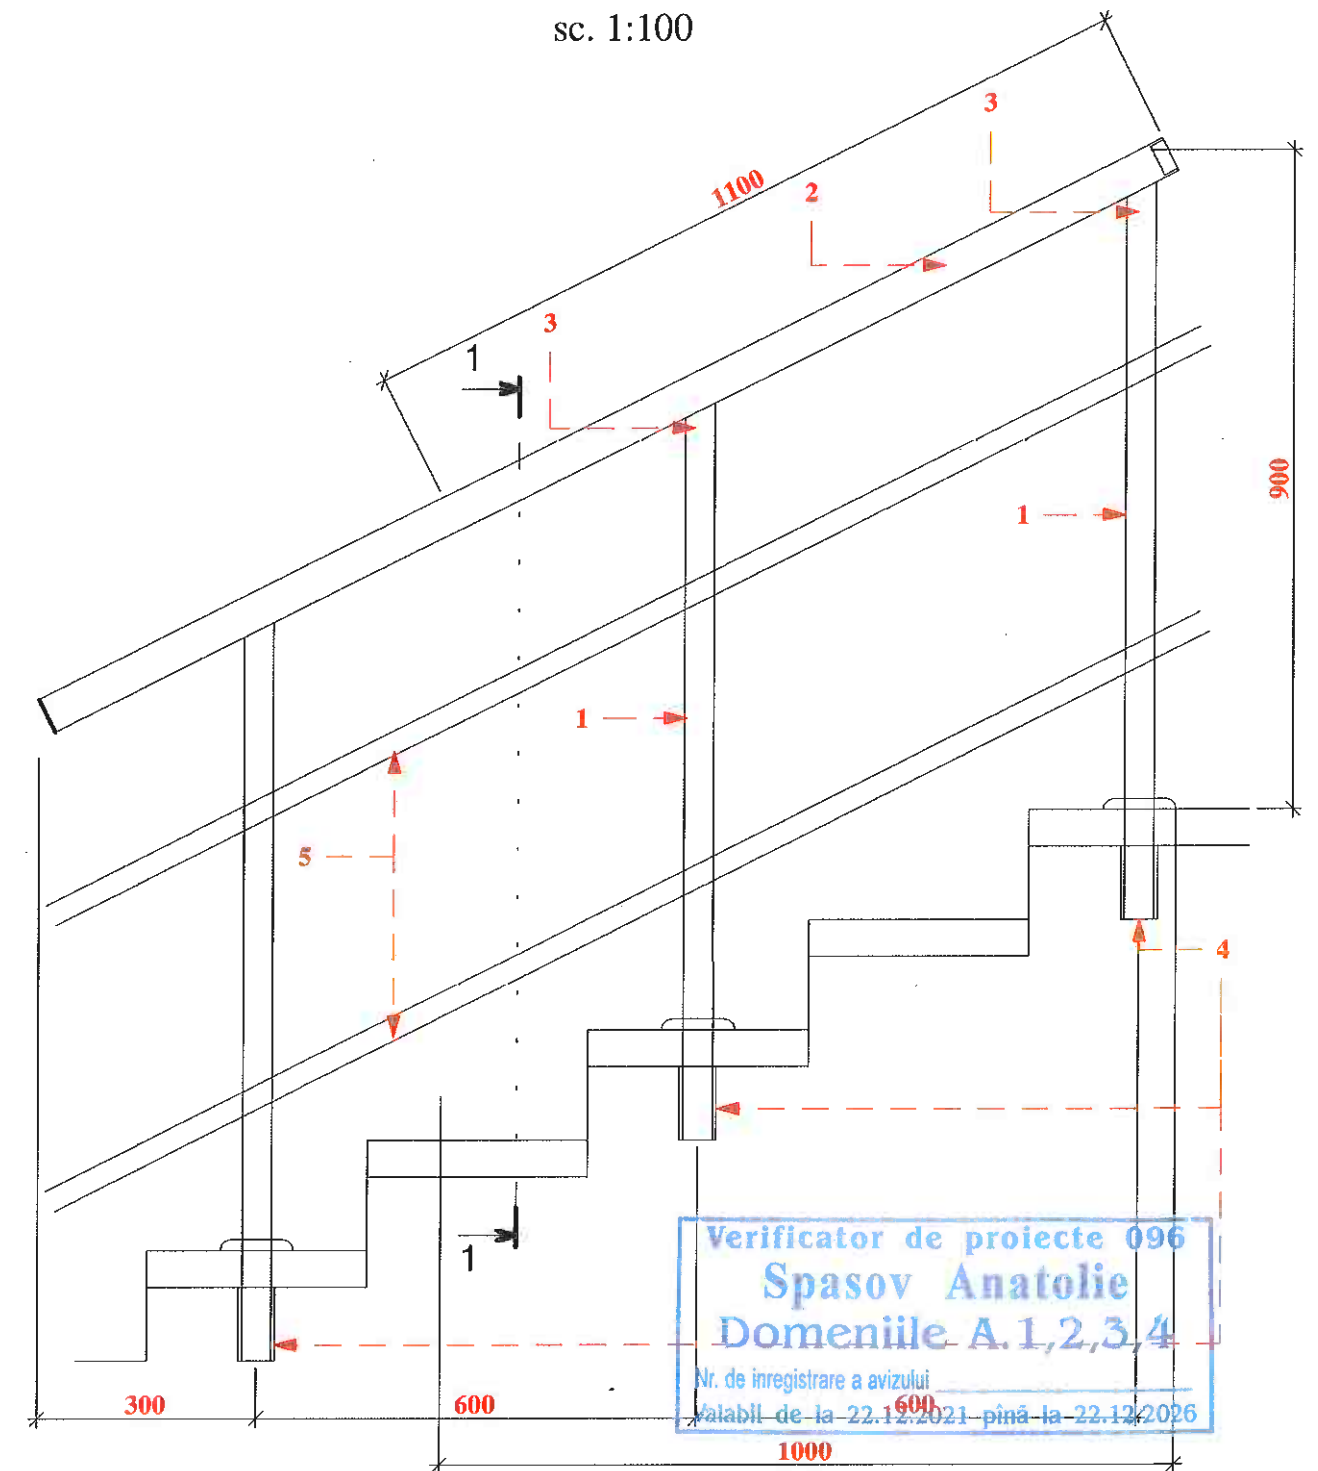 sc. 1:100
3
1100
2
3
1
900
1
1
5
4
1
Verificator de proiecte 096
Spasov Anatolie
Domeniile A.1,2,3,4
Nr. de inregistrare a avizului
Valabil de la 22.12.2021 pînă la 22.12.2026
300
600
600
1000